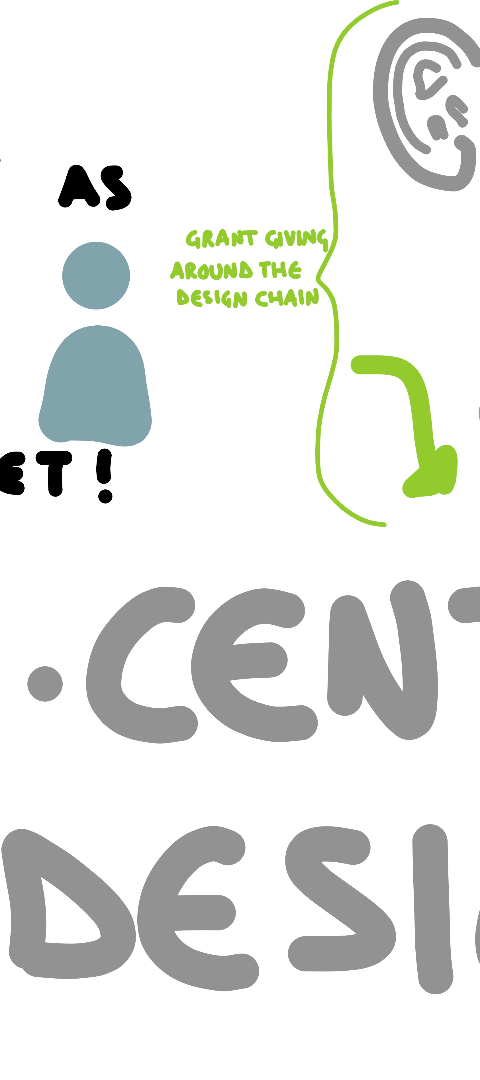 AS
GRANT GIVING
AROUND THE
DESIGN CHAIN
ET!
·CENT
DESI